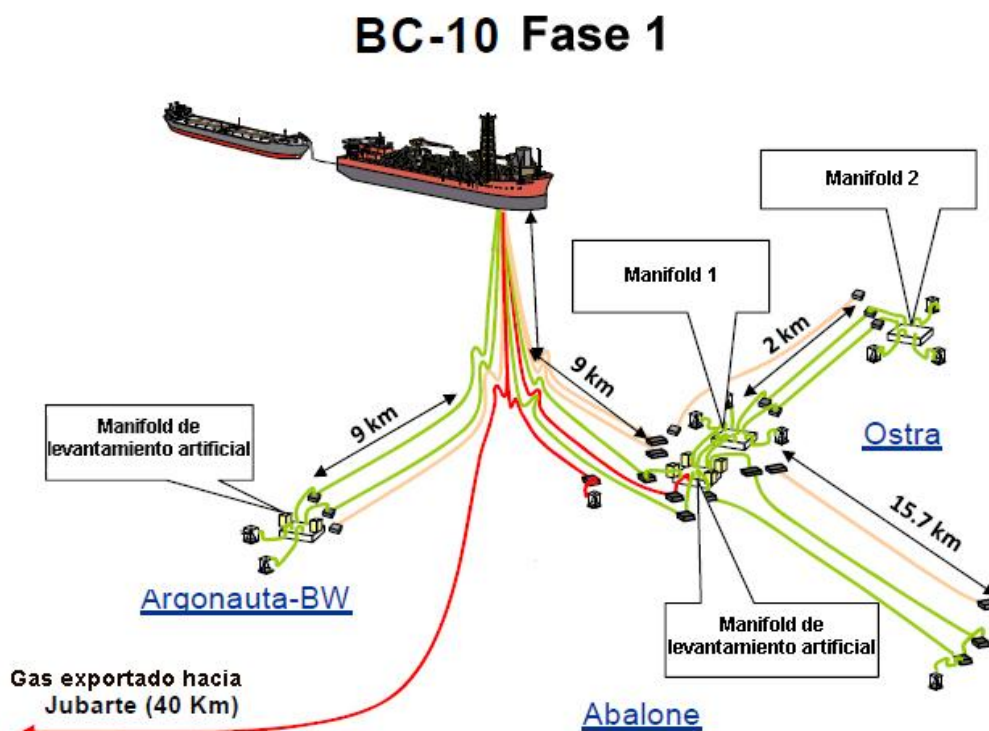 BC-10 Fase 1
Manifold 2
Manifold 1
2 km
9 km
Ostra
Manifold de
levantamiento artificial
9 km
15.7 km
Argonauta-BW
Manifold de
levantamiento artificial
Gas exportado hacia
Jubarte (40 Km)
Abalone